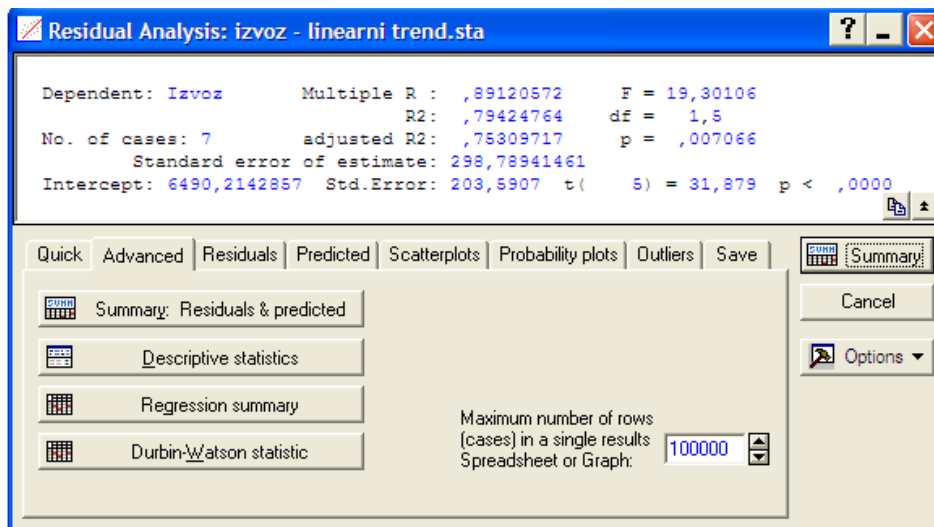 Residual Analysis: izvoz - linearni trend.sta
Dependent: Izvoz Multiple R : ,89120572 F = 19,30106
R2: ,79424764 df = 1,5
No. of cases: 7 adjusted R2: ,75309717 p = ,007066
Standard error of estimate: 298,78941461
Intercept: 6490,2142857 Std.Error: 203,5907 t( 5) = 31,879 p < ,0000
Quick Advanced Residuals Predicted Scatterplots Probability plots Outliers Save
Summary
Cancel
Options
Summary: Residuals & predicted
Descriptive statistics
Regression summary
Durbin-Watson statistic
Maximum number of rows
(cases) in a single results
Spreadsheet or Graph:
100000